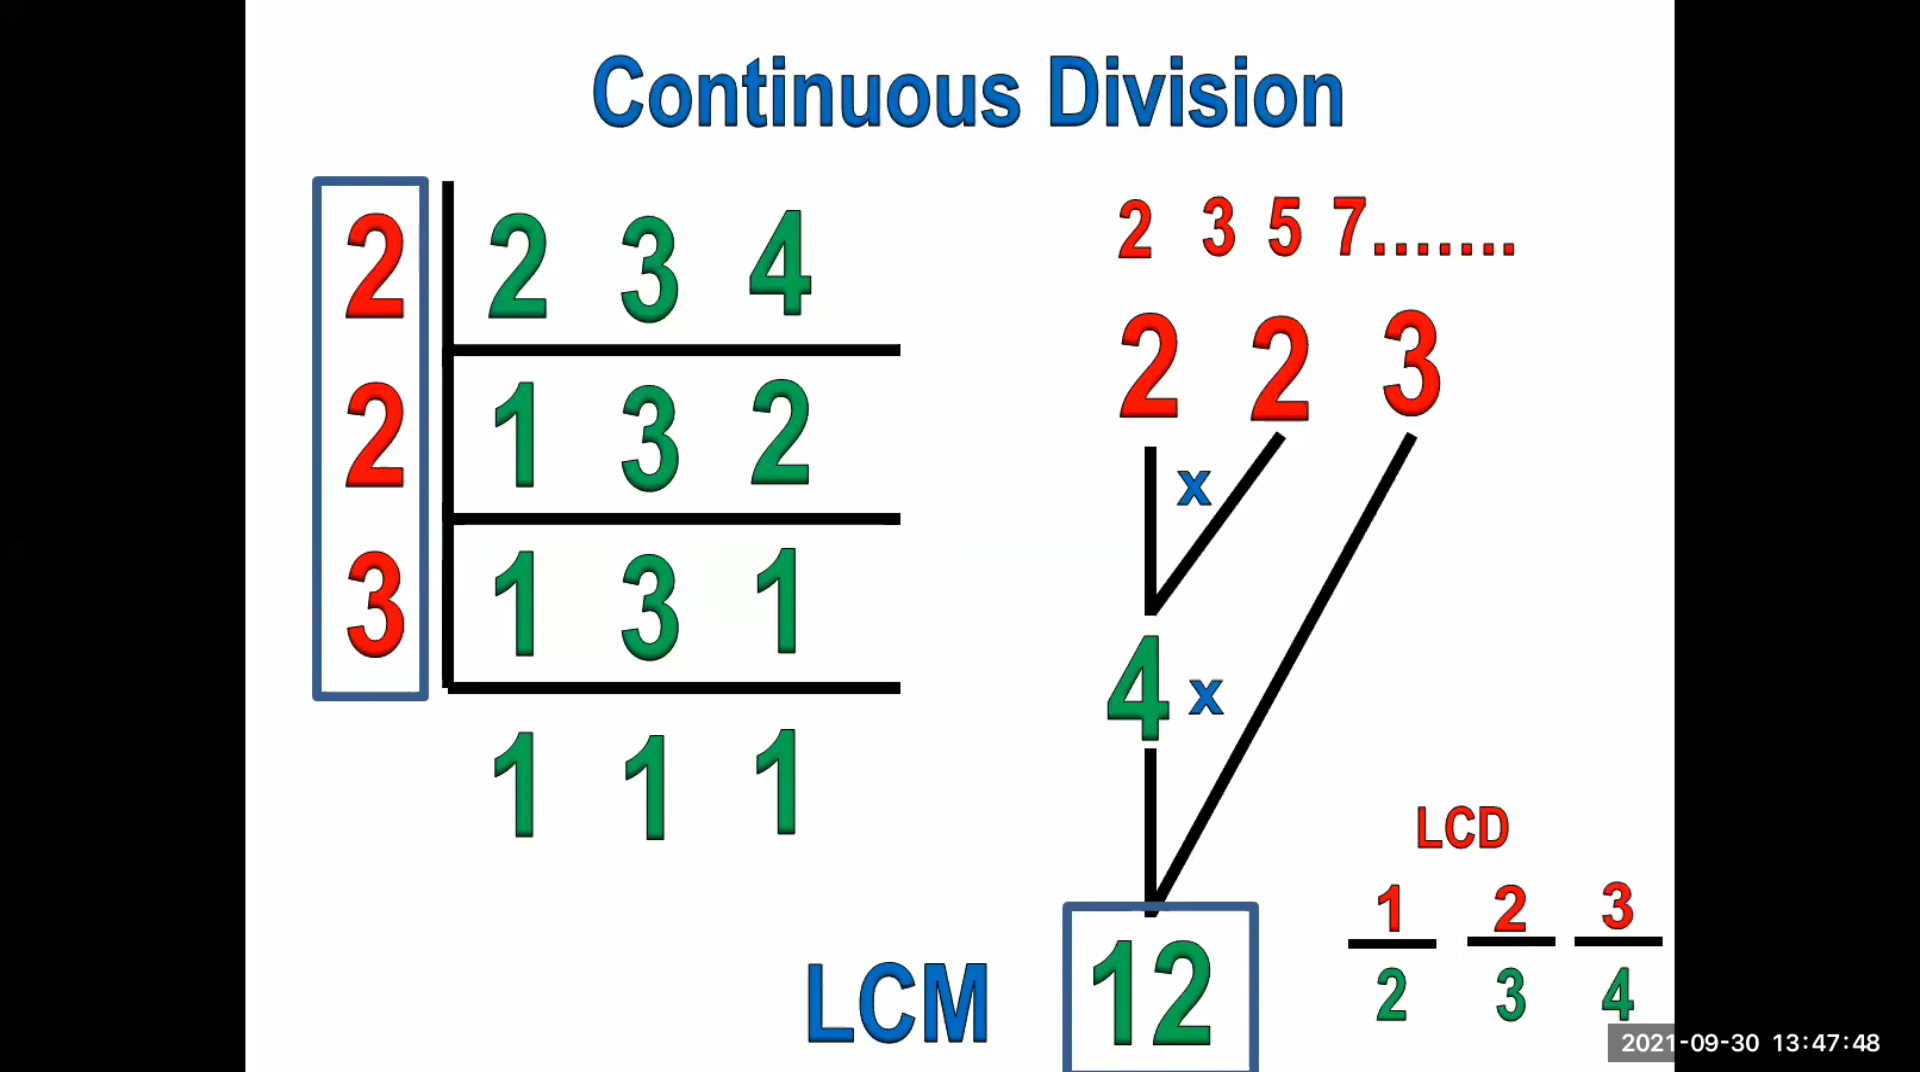 Continuous Division
2 2 3 4
2 1 3 2
3 1 3 1
1 1 1
2 3 5 7.......
2 2 3
x
4 x
LCM 12
LCD
1 2 3
2 3 4
2021-09-30 13:47:48